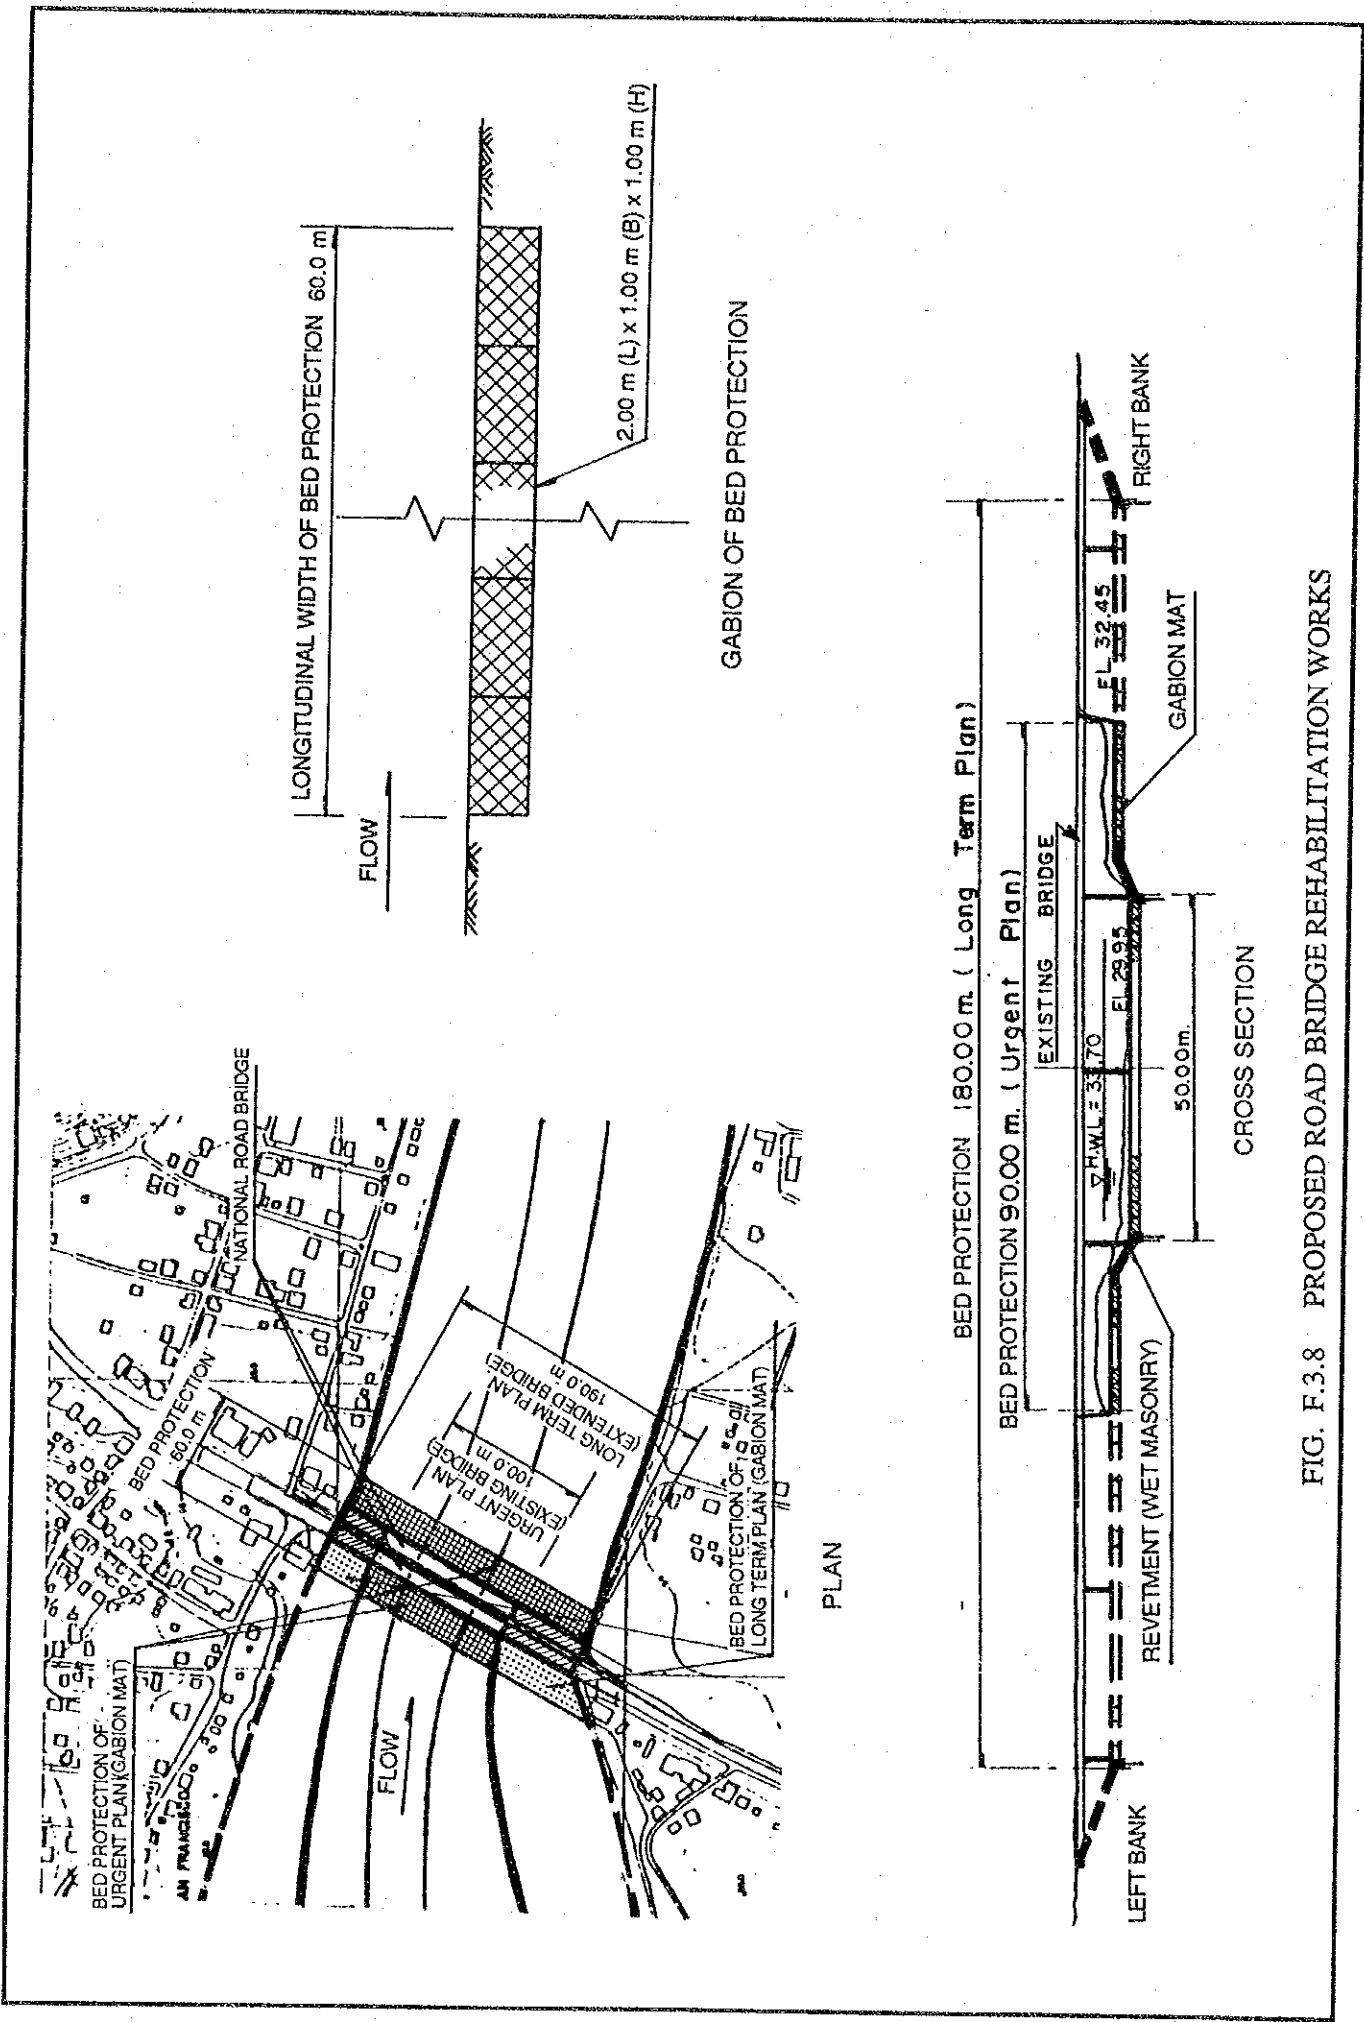 BED PROTECTION OF
URGENT PLAN (GABION MAT)
AN FRANCISCO
BED PROTECTION
60.0 m
NATIONAL ROAD BRIDGE
FLOW
URGENT PLAN
(EXISTING BRIDGE)
100.0 m
LONG TERM PLAN
(EXTENDED BRIDGE)
190.0 m
BED PROTECTION OF
LONG TERM PLAN (GABION MAT)
PLAN
LONGITUDINAL WIDTH OF BED PROTECTION 60.0 m
FLOW
2.00 m (L) x 1.00 m (B) x 1.00 m (H)
GABION OF BED PROTECTION
BED PROTECTION 180.00 m. ( Long Term Plan )
BED PROTECTION 90.00 m. ( Urgent Plan )
EXISTING BRIDGE
EL 32.45
H.W.L = 33.70
EL 29.95
50.00 m.
GABION MAT
REVETMENT (WET MASONRY)
LEFT BANK
RIGHT BANK
CROSS SECTION
FIG. F.3.8 PROPOSED ROAD BRIDGE REHABILITATION WORKS